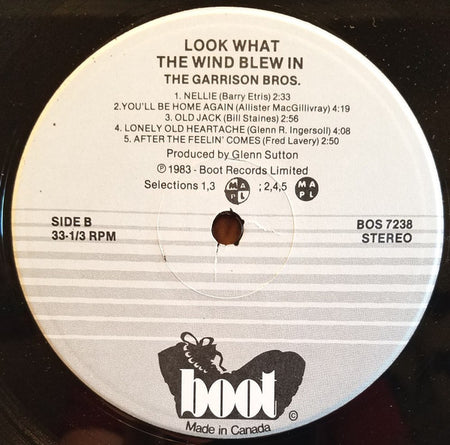 LOOK WHAT
THE WIND BLEW IN
THE GARRISON BROS.
1. NELLIE (Barry Etris) 2:33
2.YOU'LL BE HOME AGAIN (Allister MacGillivray) 4:19
3. OLD JACK (Bill Staines) 2:56
4. LONELY OLD HEARTACHE (Glenn R. Ingersoll) 4:08
5. AFTER THE FEELIN' COMES (Fred Lavery) 2:50
Produced by Glenn Sutton
℗ 1983 - Boot Records Limited
Selections 1,3 MAPL ; 2,4,5 MAPL
SIDE B
33-1/3 RPM
BOS 7238
STEREO
boot
©
Made in Canada